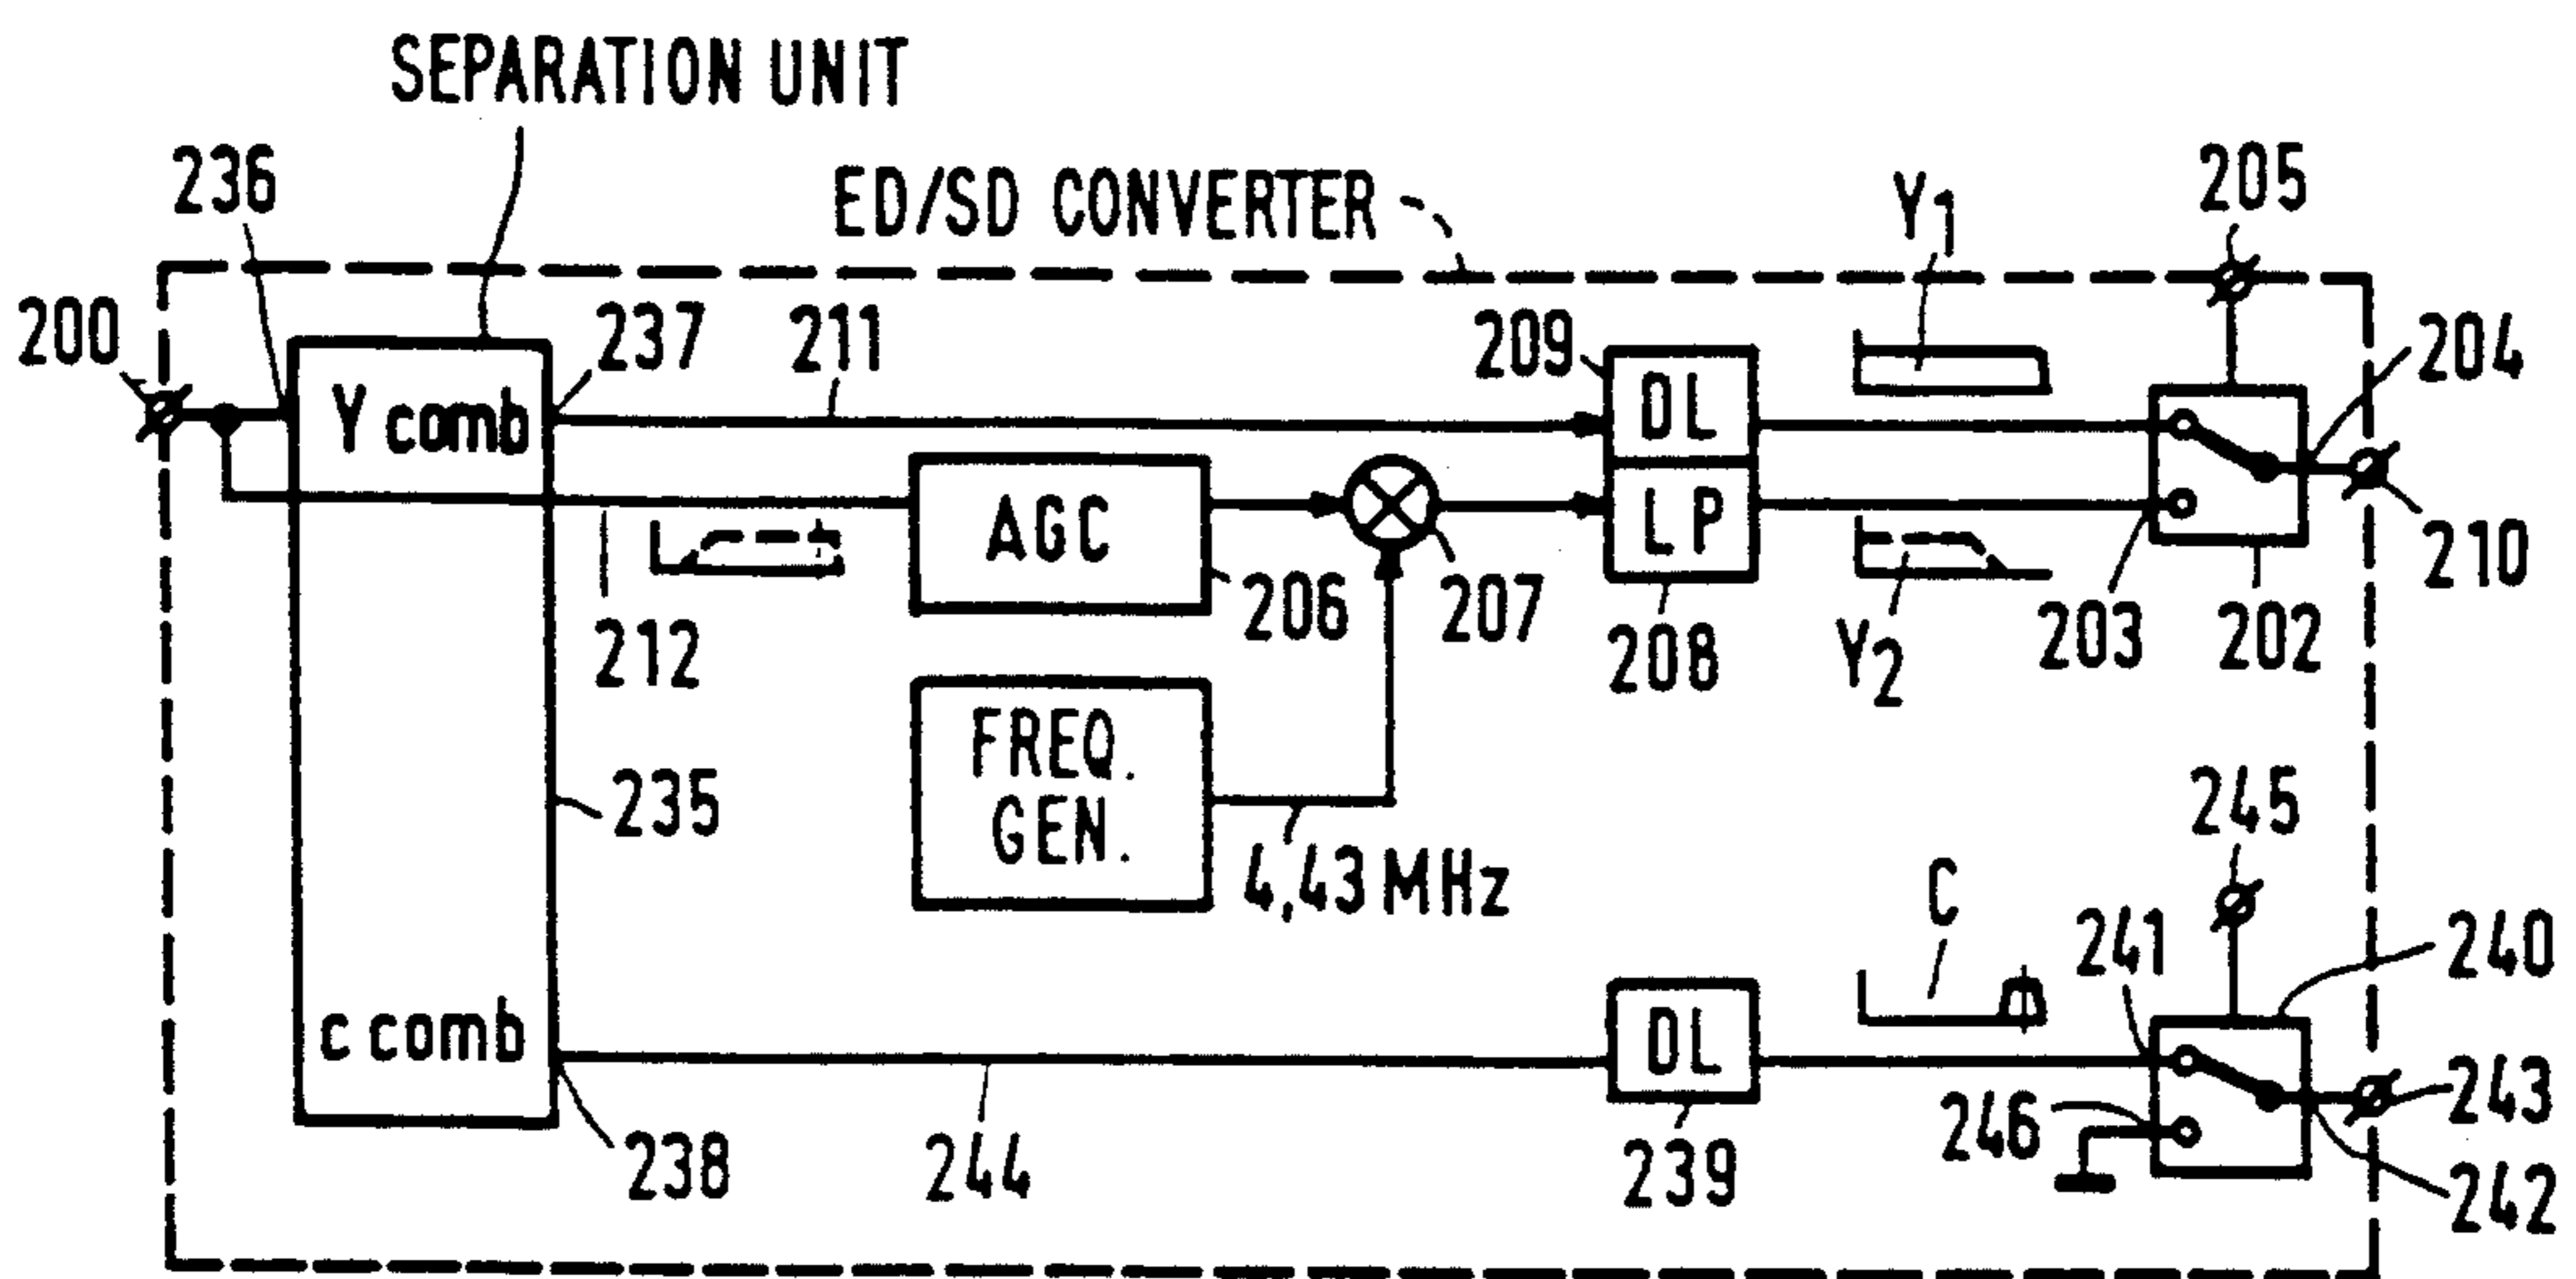 SEPARATION UNIT
236
ED/SD CONVERTER
Y1
205
200
237
211
209
204
Y comb
DL
AGC
LP
206
207
208
Y2
203
202
210
212
FREQ.
GEN.
235
4,43 MHz
245
C
241
240
c comb
DL
246
243
238
244
239
242